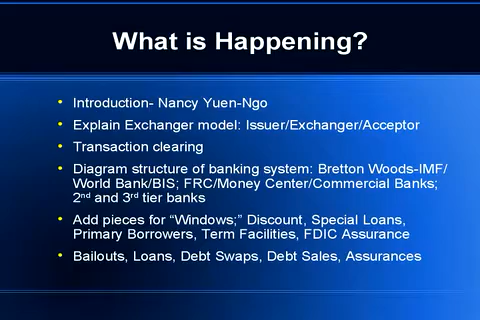 What is Happening?
• Introduction- Nancy Yuen-Ngo
• Explain Exchanger model: Issuer/Exchanger/Acceptor
• Transaction clearing
• Diagram structure of banking system: Bretton Woods-IMF/
World Bank/BIS; FRC/Money Center/Commercial Banks;
2nd and 3rd tier banks
• Add pieces for “Windows;” Discount, Special Loans,
Primary Borrowers, Term Facilities, FDIC Assurance
• Bailouts, Loans, Debt Swaps, Debt Sales, Assurances